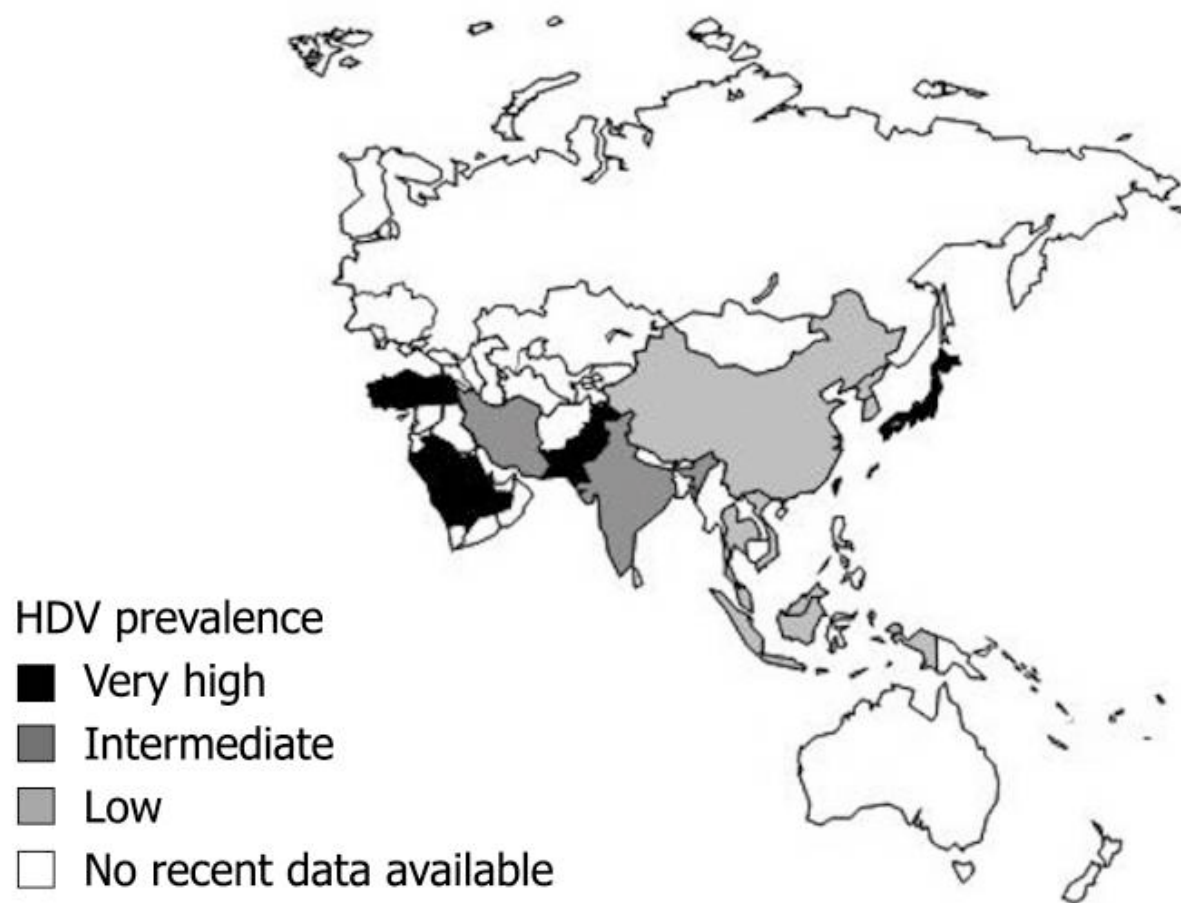 HDV prevalence
Very high
Intermediate
Low
No recent data available